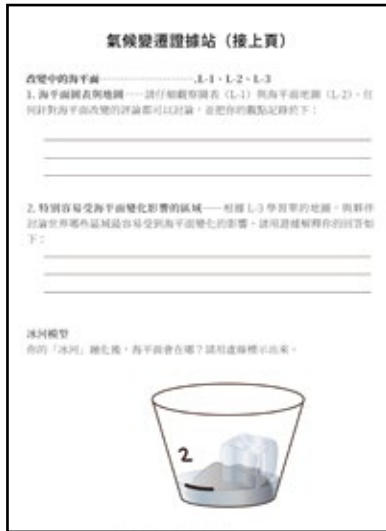 氣候變遷證據站（接上頁）
改變中的海平面………………………L-1、L-2、L-3
1. 海平面圖表與地圖……請仔細觀察圖表（L-1）與海平面地圖（L-2）。任
何針對海平面改變的評論都可以討論，並把你的觀點記錄於下：
2. 特別容易受海平面變化影響的區域……根據 L-3 學習單的地圖，與夥伴
討論世界哪些區域最容易受到海平面變化的影響。請用證據解釋你的回答如
下：
冰河模型
你的「冰河」融化後，海平面會在哪？請用虛線標示出來。
2